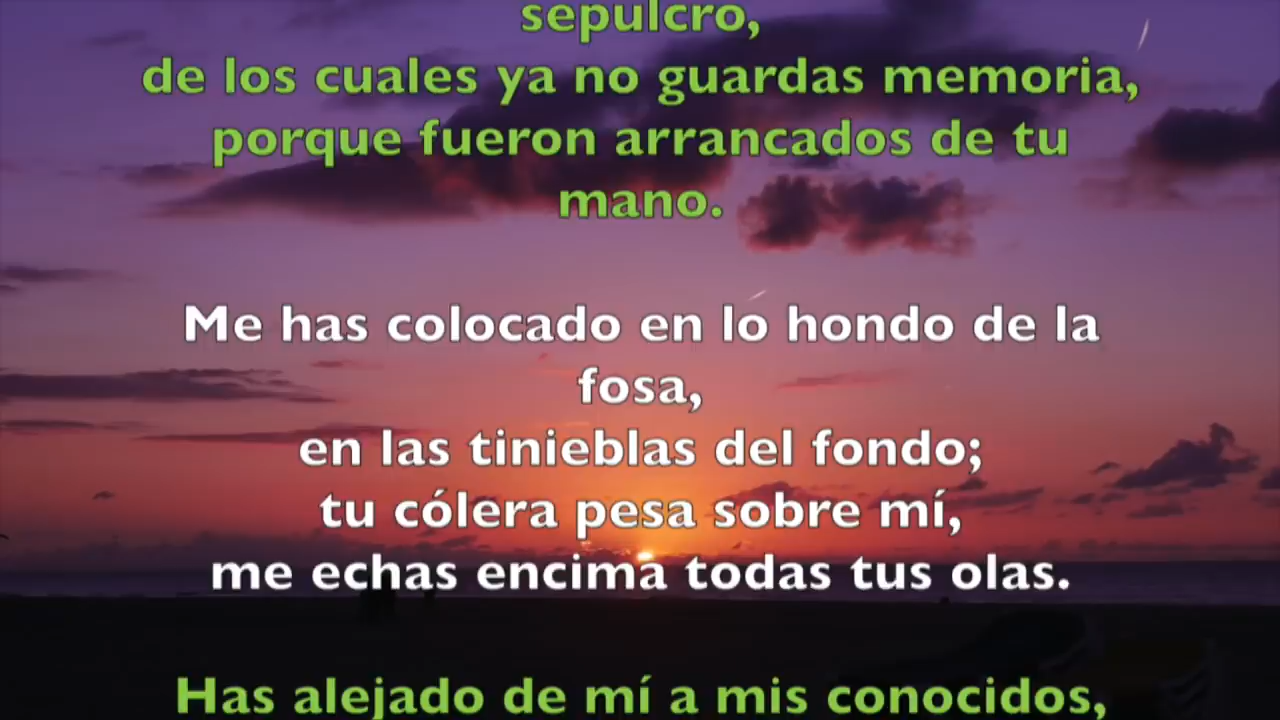 sepulcro,
de los cuales ya no guardas memoria,
porque fueron arrancados de tu
mano.
Me has colocado en lo hondo de la
fosa,
en las tinieblas del fondo;
tu cólera pesa sobre mí,
me echas encima todas tus olas.
Has alejado de mí a mis conocidos,